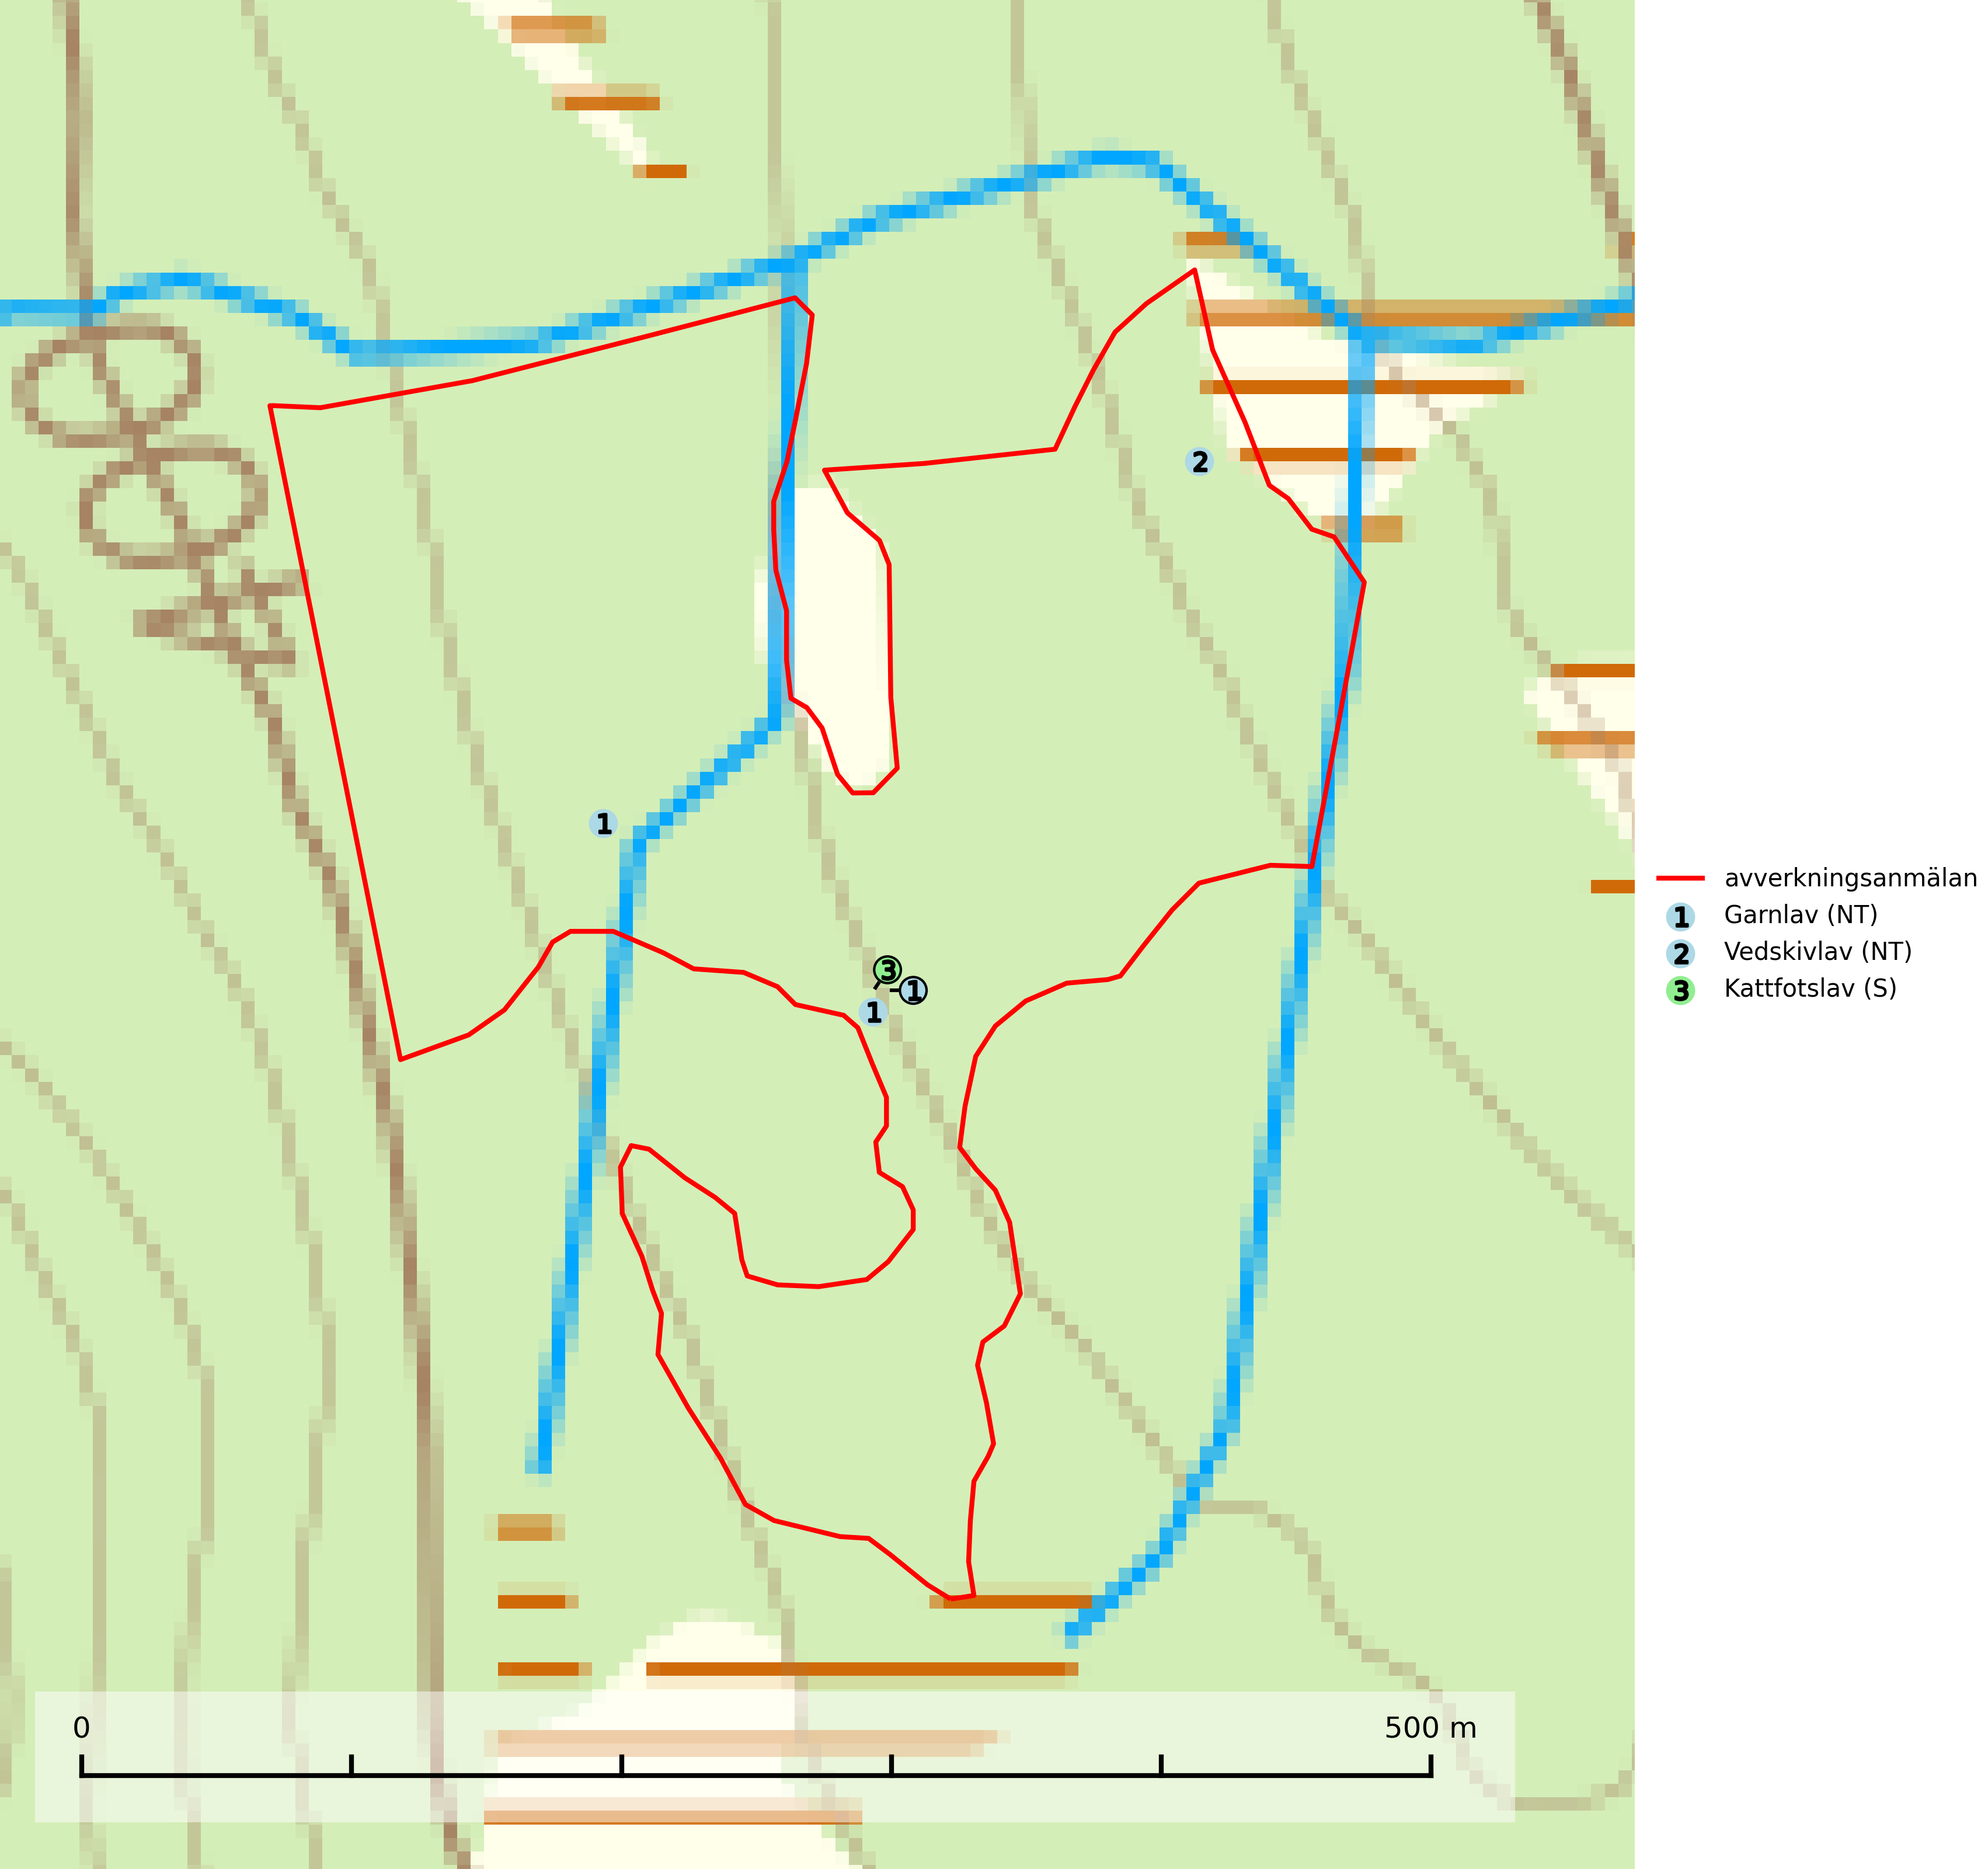 2
1
3
1
1
0
500 m
avverkningsanmälan
1 Garnlav (NT)
2 Vedskivlav (NT)
3 Kattfotslav (S)